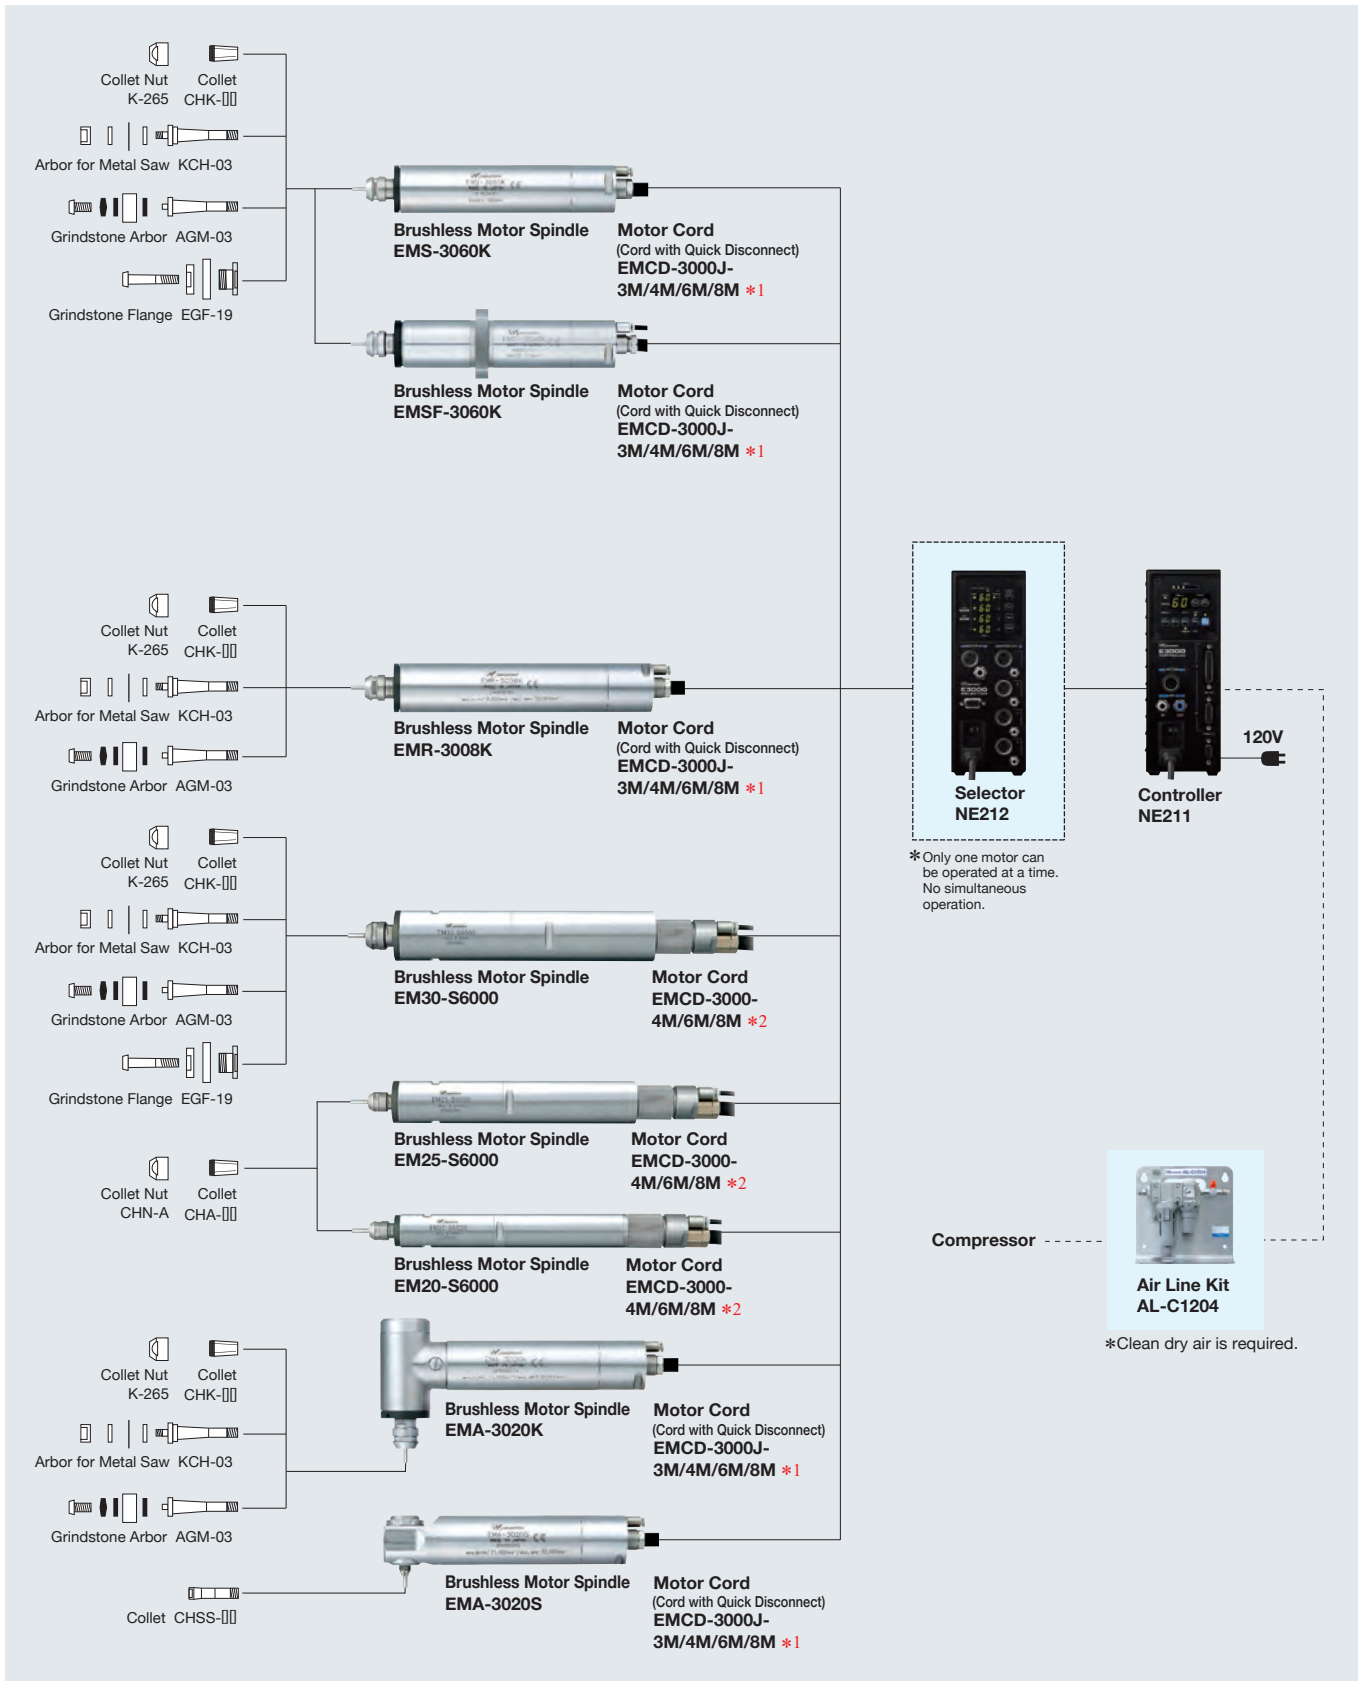 Collet Nut
K-265
Collet
CHK-▯▯
Arbor for Metal Saw KCH-03
Grindstone Arbor AGM-03
Grindstone Flange EGF-19
EMS-3060K
Brushless Motor Spindle
EMS-3060K
Motor Cord
(Cord with Quick Disconnect)
EMCD-3000J-
3M/4M/6M/8M *1
Brushless Motor Spindle
EMSF-3060K
Motor Cord
(Cord with Quick Disconnect)
EMCD-3000J-
3M/4M/6M/8M *1
Collet Nut
K-265
Collet
CHK-▯▯
Arbor for Metal Saw KCH-03
Grindstone Arbor AGM-03
EMR-3008K
Brushless Motor Spindle
EMR-3008K
Motor Cord
(Cord with Quick Disconnect)
EMCD-3000J-
3M/4M/6M/8M *1
E3000
Selector
NE212
*Only one motor can
be operated at a time.
No simultaneous
operation.
60
E3000
Controller
NE211
120V
Collet Nut
K-265
Collet
CHK-▯▯
Arbor for Metal Saw KCH-03
Grindstone Arbor AGM-03
Grindstone Flange EGF-19
Brushless Motor Spindle
EM30-S6000
Motor Cord
EMCD-3000-
4M/6M/8M *2
Brushless Motor Spindle
EM25-S6000
Motor Cord
EMCD-3000-
4M/6M/8M *2
Collet Nut
CHN-A
Collet
CHA-▯▯
Brushless Motor Spindle
EM20-S6000
Motor Cord
EMCD-3000-
4M/6M/8M *2
Compressor
Air Line Kit
AL-C1204
*Clean dry air is required.
Collet Nut
K-265
Collet
CHK-▯▯
Arbor for Metal Saw KCH-03
Grindstone Arbor AGM-03
EMA-3020K
Brushless Motor Spindle
EMA-3020K
Motor Cord
(Cord with Quick Disconnect)
EMCD-3000J-
3M/4M/6M/8M *1
EMA-3020S
Collet CHSS-▯▯
Brushless Motor Spindle
EMA-3020S
Motor Cord
(Cord with Quick Disconnect)
EMCD-3000J-
3M/4M/6M/8M *1